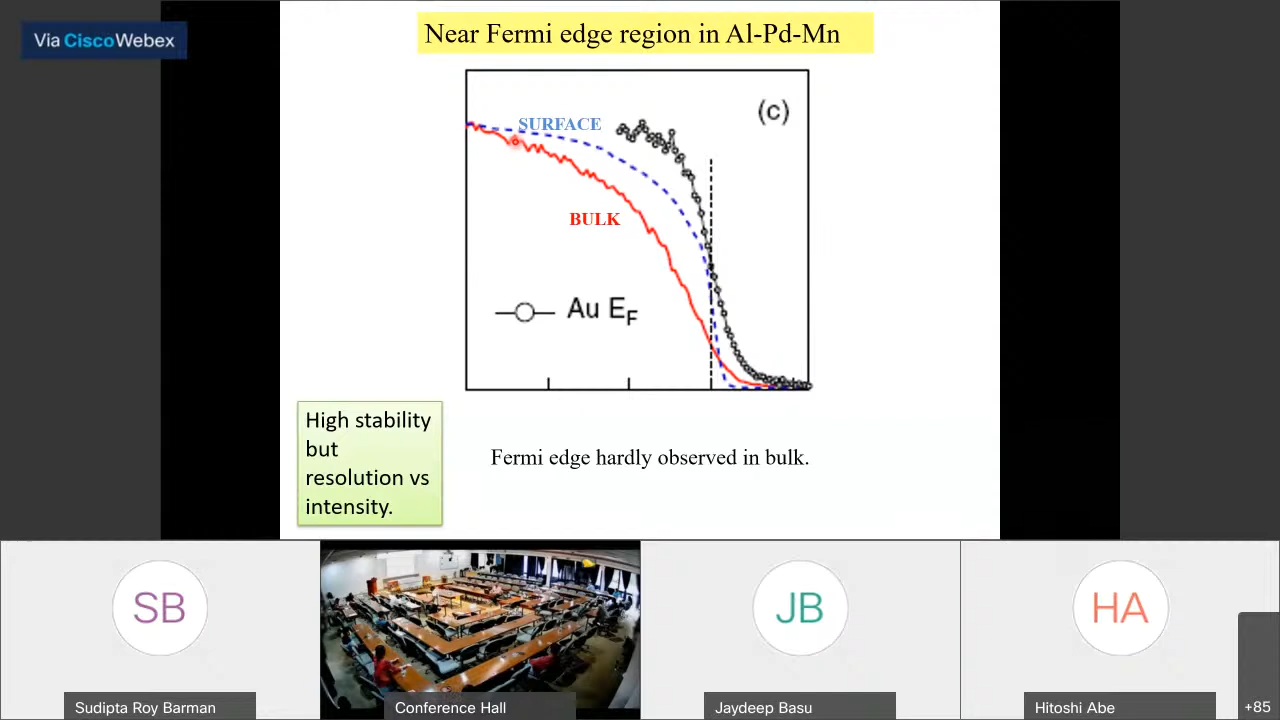 Via CiscoWebex
Near Fermi edge region in Al-Pd-Mn
(c)
SURFACE
BULK
Au EF
High stability
but
resolution vs
intensity.
Fermi edge hardly observed in bulk.
SB
JB
HA
Sudipta Roy Barman
Conference Hall
Jaydeep Basu
Hitoshi Abe
+85